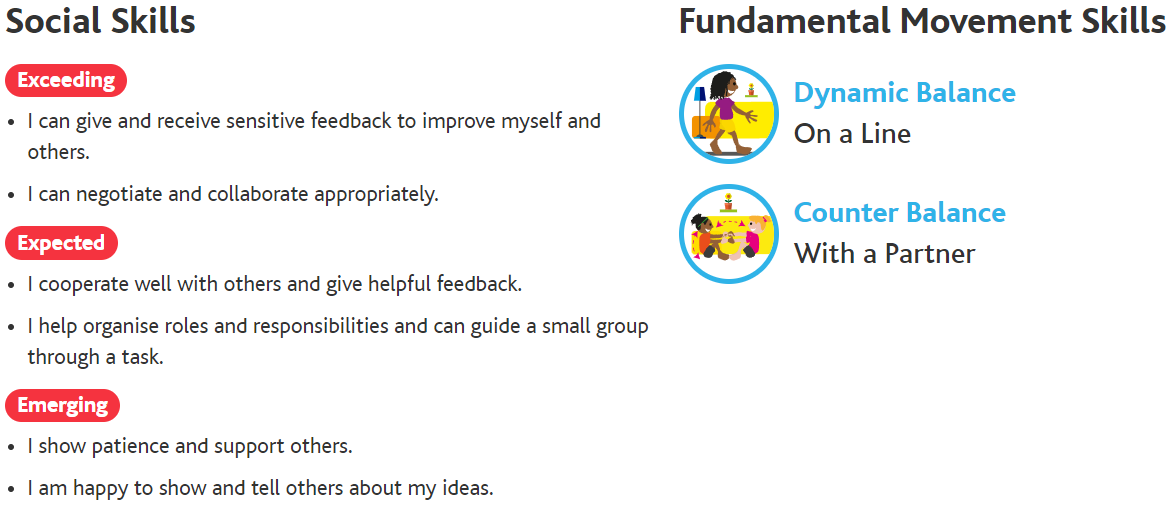 Social Skills
Exceeding
• I can give and receive sensitive feedback to improve myself and
others.
• I can negotiate and collaborate appropriately.
Expected
• I cooperate well with others and give helpful feedback.
• I help organise roles and responsibilities and can guide a small group
through a task.
Emerging
• I show patience and support others.
• I am happy to show and tell others about my ideas.
Fundamental Movement Skills
Dynamic Balance
On a Line
Counter Balance
With a Partner